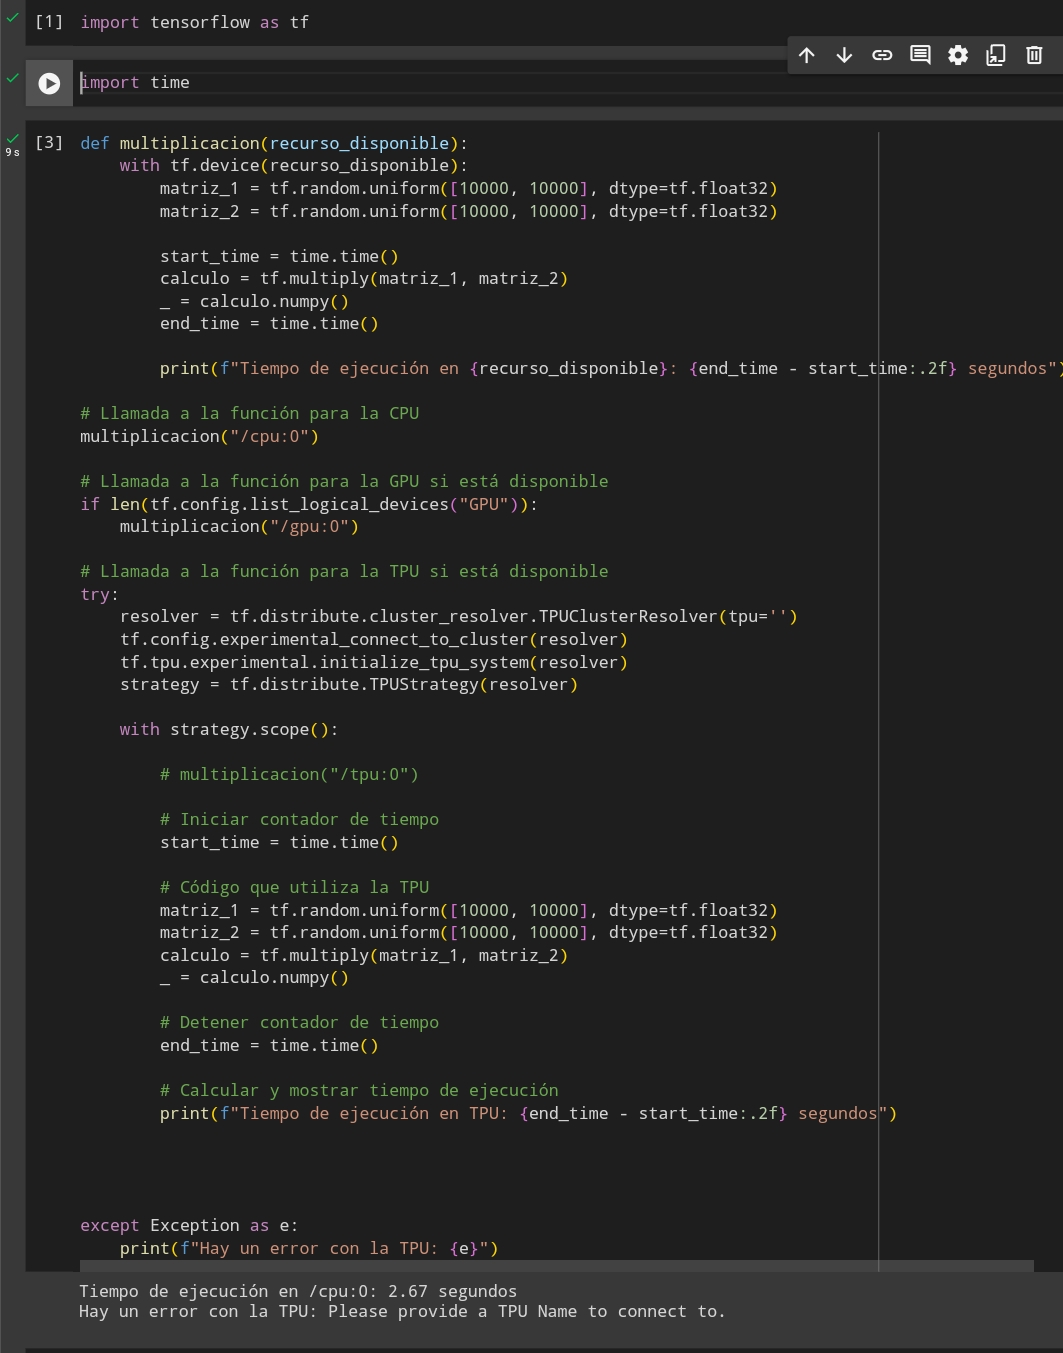 [1] import tensorflow as tf
import time
9 s
[3] def multiplicacion(recurso_disponible):
    with tf.device(recurso_disponible):
        matriz_1 = tf.random.uniform([10000, 10000], dtype=tf.float32)
        matriz_2 = tf.random.uniform([10000, 10000], dtype=tf.float32)

        start_time = time.time()
        calculo = tf.multiply(matriz_1, matriz_2)
        _ = calculo.numpy()
        end_time = time.time()

        print(f"Tiempo de ejecución en {recurso_disponible}: {end_time - start_time:.2f} segundos")

# Llamada a la función para la CPU
multiplicacion("/cpu:0")

# Llamada a la función para la GPU si está disponible
if len(tf.config.list_logical_devices("GPU")):
    multiplicacion("/gpu:0")

# Llamada a la función para la TPU si está disponible
try:
    resolver = tf.distribute.cluster_resolver.TPUClusterResolver(tpu='')
    tf.config.experimental_connect_to_cluster(resolver)
    tf.tpu.experimental.initialize_tpu_system(resolver)
    strategy = tf.distribute.TPUStrategy(resolver)

    with strategy.scope():

        # multiplicacion("/tpu:0")

        # Iniciar contador de tiempo
        start_time = time.time()

        # Código que utiliza la TPU
        matriz_1 = tf.random.uniform([10000, 10000], dtype=tf.float32)
        matriz_2 = tf.random.uniform([10000, 10000], dtype=tf.float32)
        calculo = tf.multiply(matriz_1, matriz_2)
        _ = calculo.numpy()

        # Detener contador de tiempo
        end_time = time.time()

        # Calcular y mostrar tiempo de ejecución
        print(f"Tiempo de ejecución en TPU: {end_time - start_time:.2f} segundos")

except Exception as e:
    print(f"Hay un error con la TPU: {e}")
Tiempo de ejecución en /cpu:0: 2.67 segundos
Hay un error con la TPU: Please provide a TPU Name to connect to.